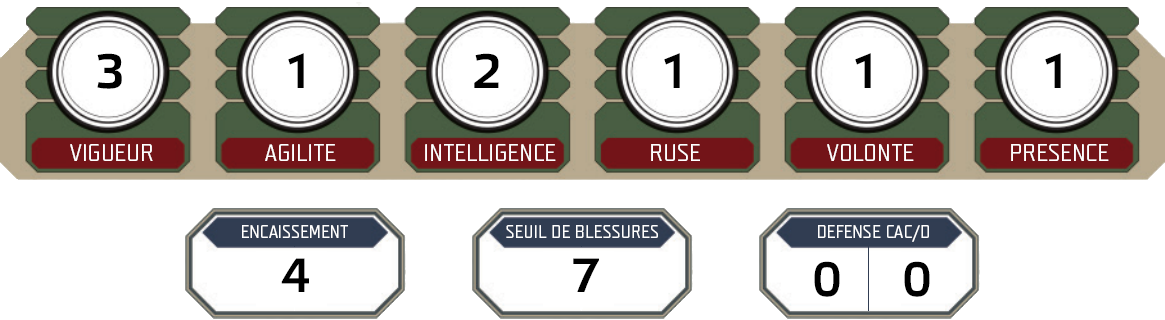 3 1 2 1 1 1
VIGUEUR AGILITE INTELLIGENCE RUSE VOLONTE PRESENCE
ENCAISSEMENT SEUIL DE BLESSURES DEFENSE CAC/D
4 7 0 0